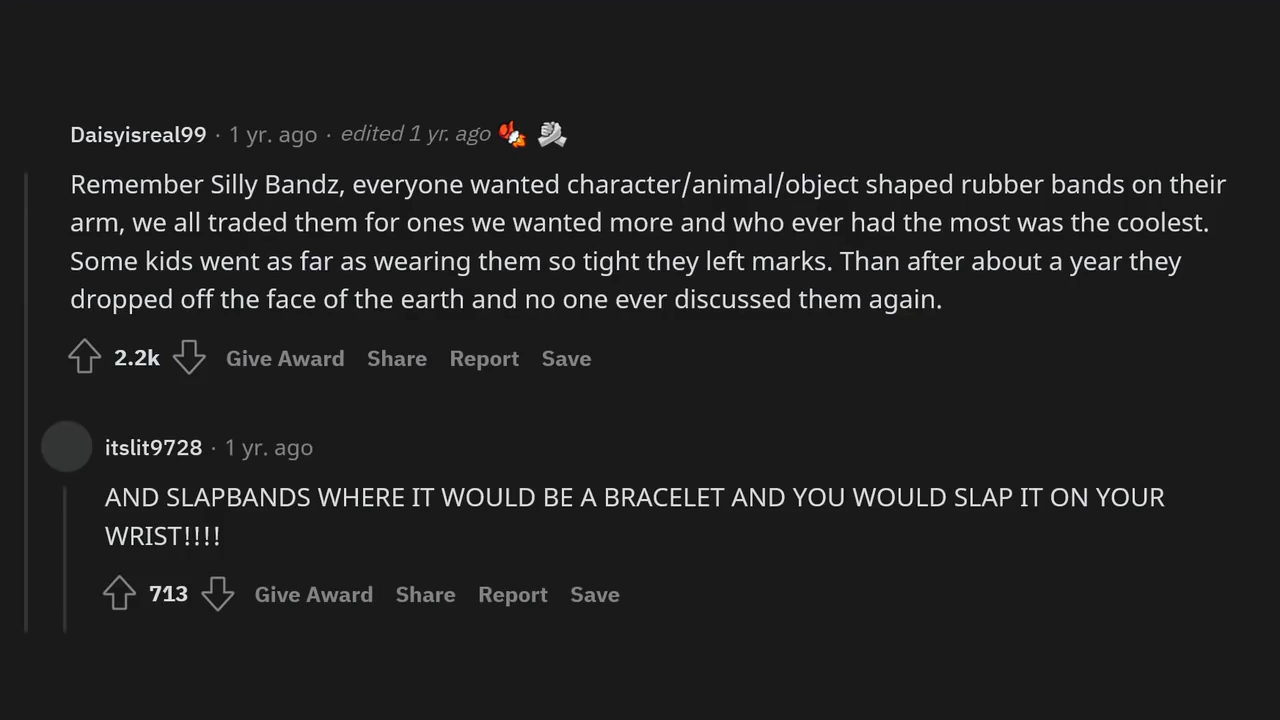 Daisyisreal99 · 1 yr. ago · edited 1 yr. ago
Remember Silly Bandz, everyone wanted character/animal/object shaped rubber bands on their
arm, we all traded them for ones we wanted more and who ever had the most was the coolest.
Some kids went as far as wearing them so tight they left marks. Than after about a year they
dropped off the face of the earth and no one ever discussed them again.
2.2k Give Award Share Report Save
itslit9728 · 1 yr. ago
AND SLAPBANDS WHERE IT WOULD BE A BRACELET AND YOU WOULD SLAP IT ON YOUR
WRIST!!!!
713 Give Award Share Report Save